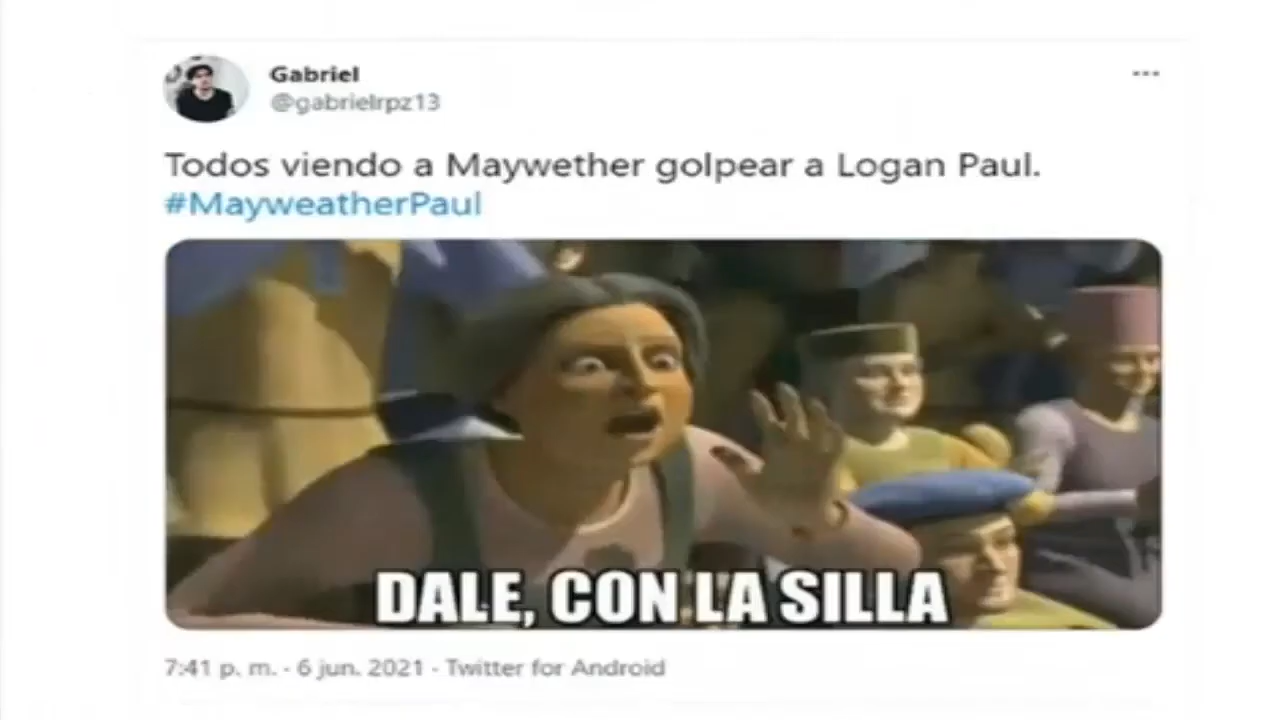 Gabriel
@gabrielrpz13
Todos viendo a Maywether golpear a Logan Paul.
#MayweatherPaul
DALE, CON LA SILLA
7:41 p. m. · 6 jun. 2021 · Twitter for Android